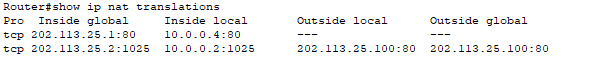 Router#show ip nat translations
Pro  Inside global      Inside local       Outside local      Outside global
tcp 202.113.25.1:80    10.0.0.4:80        ---                ---
tcp 202.113.25.2:1025  10.0.0.2:1025      202.113.25.100:80  202.113.25.100:80